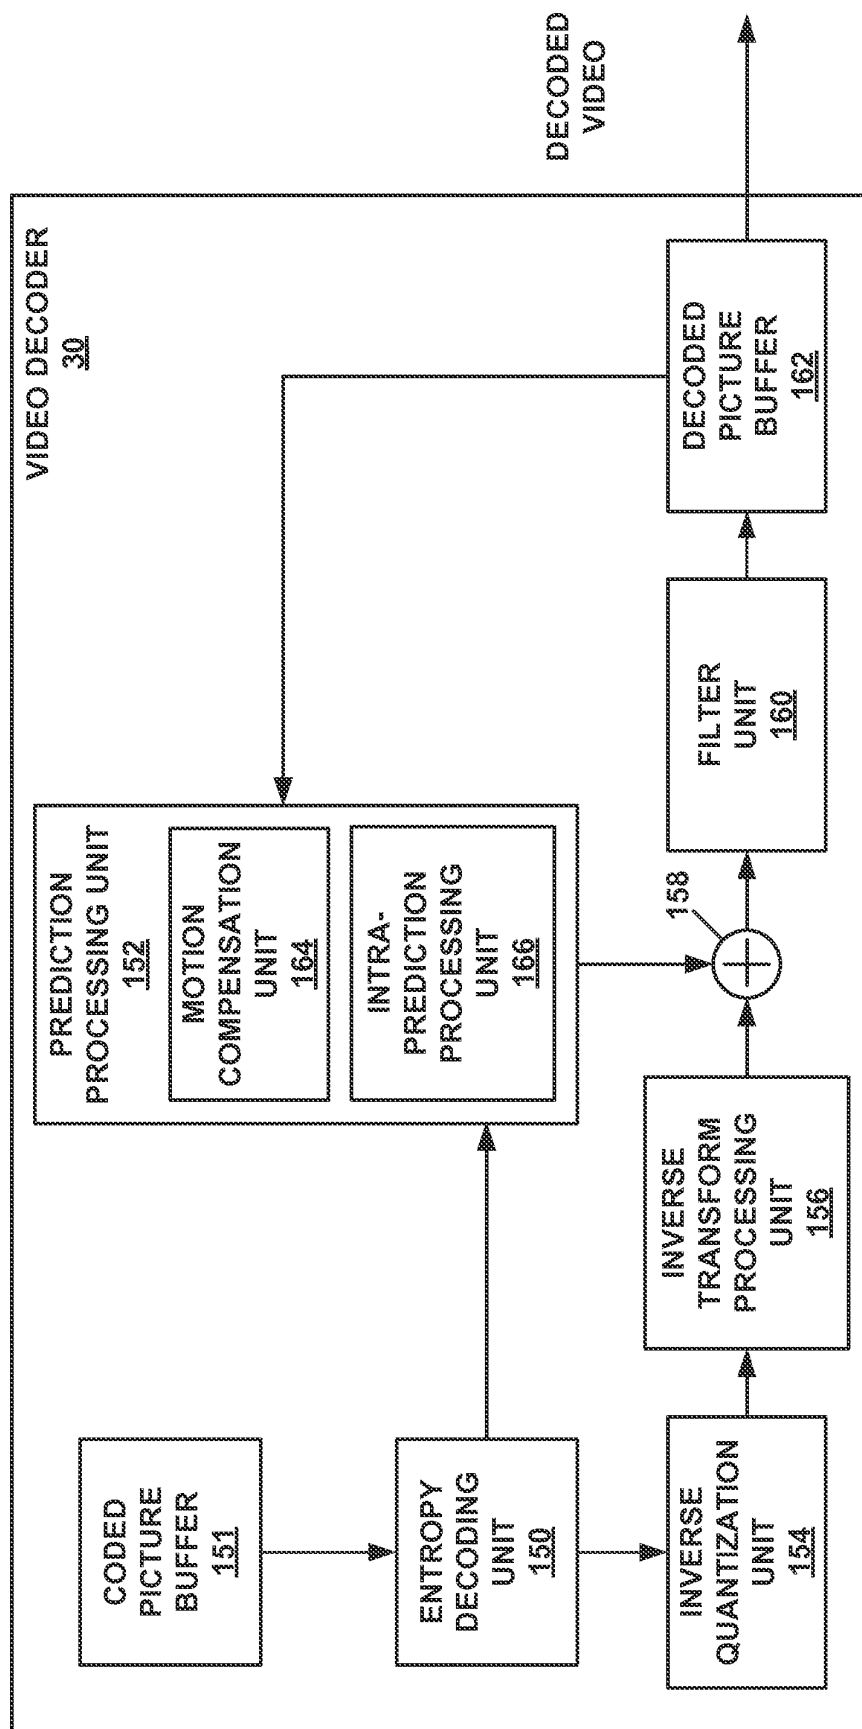 VIDEO DECODER
30
CODED
PICTURE
BUFFER
151
ENTROPY
DECODING
UNIT
150
PREDICTION
PROCESSING UNIT
152
MOTION
COMPENSATION
UNIT
164
INTRA-
PREDICTION
PROCESSING
UNIT
166
INVERSE
QUANTIZATION
UNIT
154
INVERSE
TRANSFORM
PROCESSING
UNIT
156
158
FILTER
UNIT
160
DECODED
PICTURE
BUFFER
162
DECODED
VIDEO